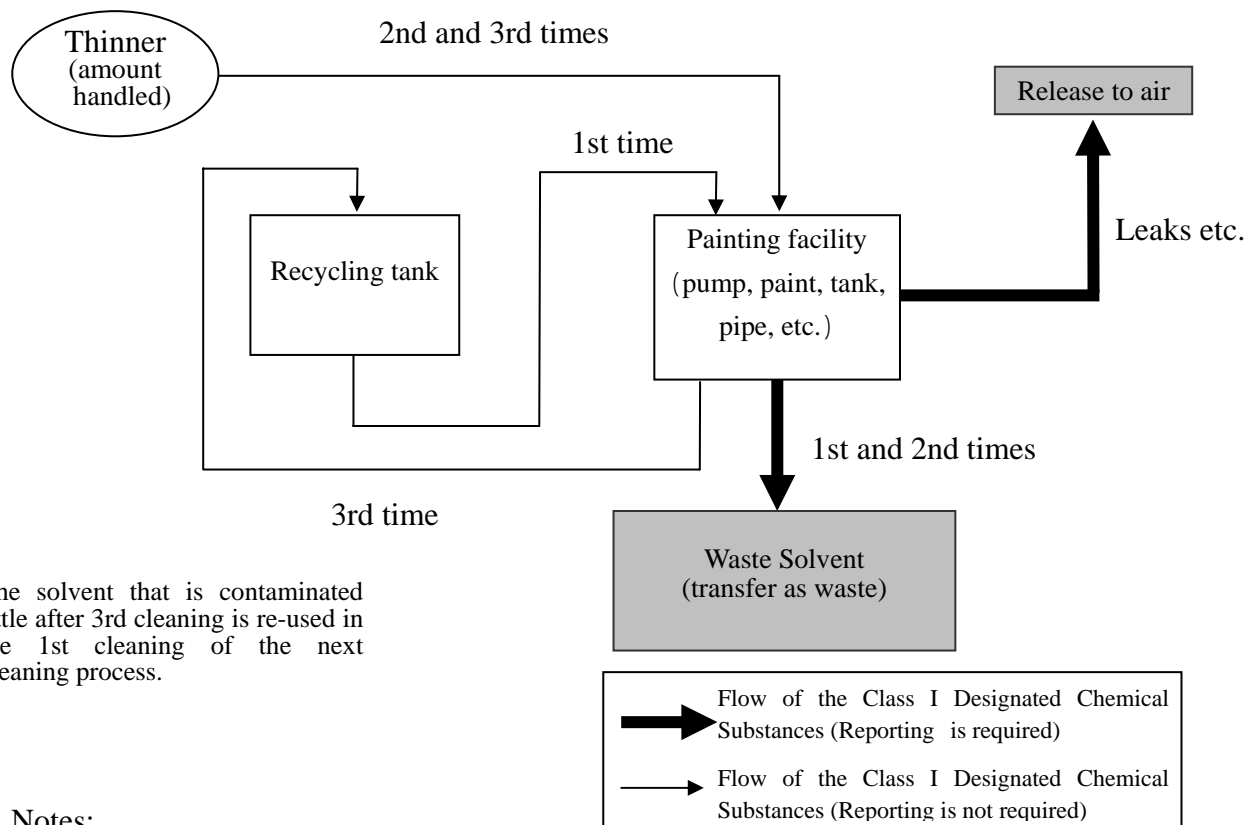 Thinner
(amount
handled)
2nd and 3rd times
Release to air
1st time
Leaks etc.
Recycling tank
Painting facility
(pump, paint, tank,
pipe, etc.)
1st and 2nd times
3rd time
Waste Solvent
(transfer as waste)
solvent that is contaminated
after 3rd cleaning is re-used in
1st cleaning of the next
process.
Flow of the Class I Designated Chemical
Substances (Reporting is required)
Flow of the Class I Designated Chemical
Substances (Reporting is not required)
Notes: